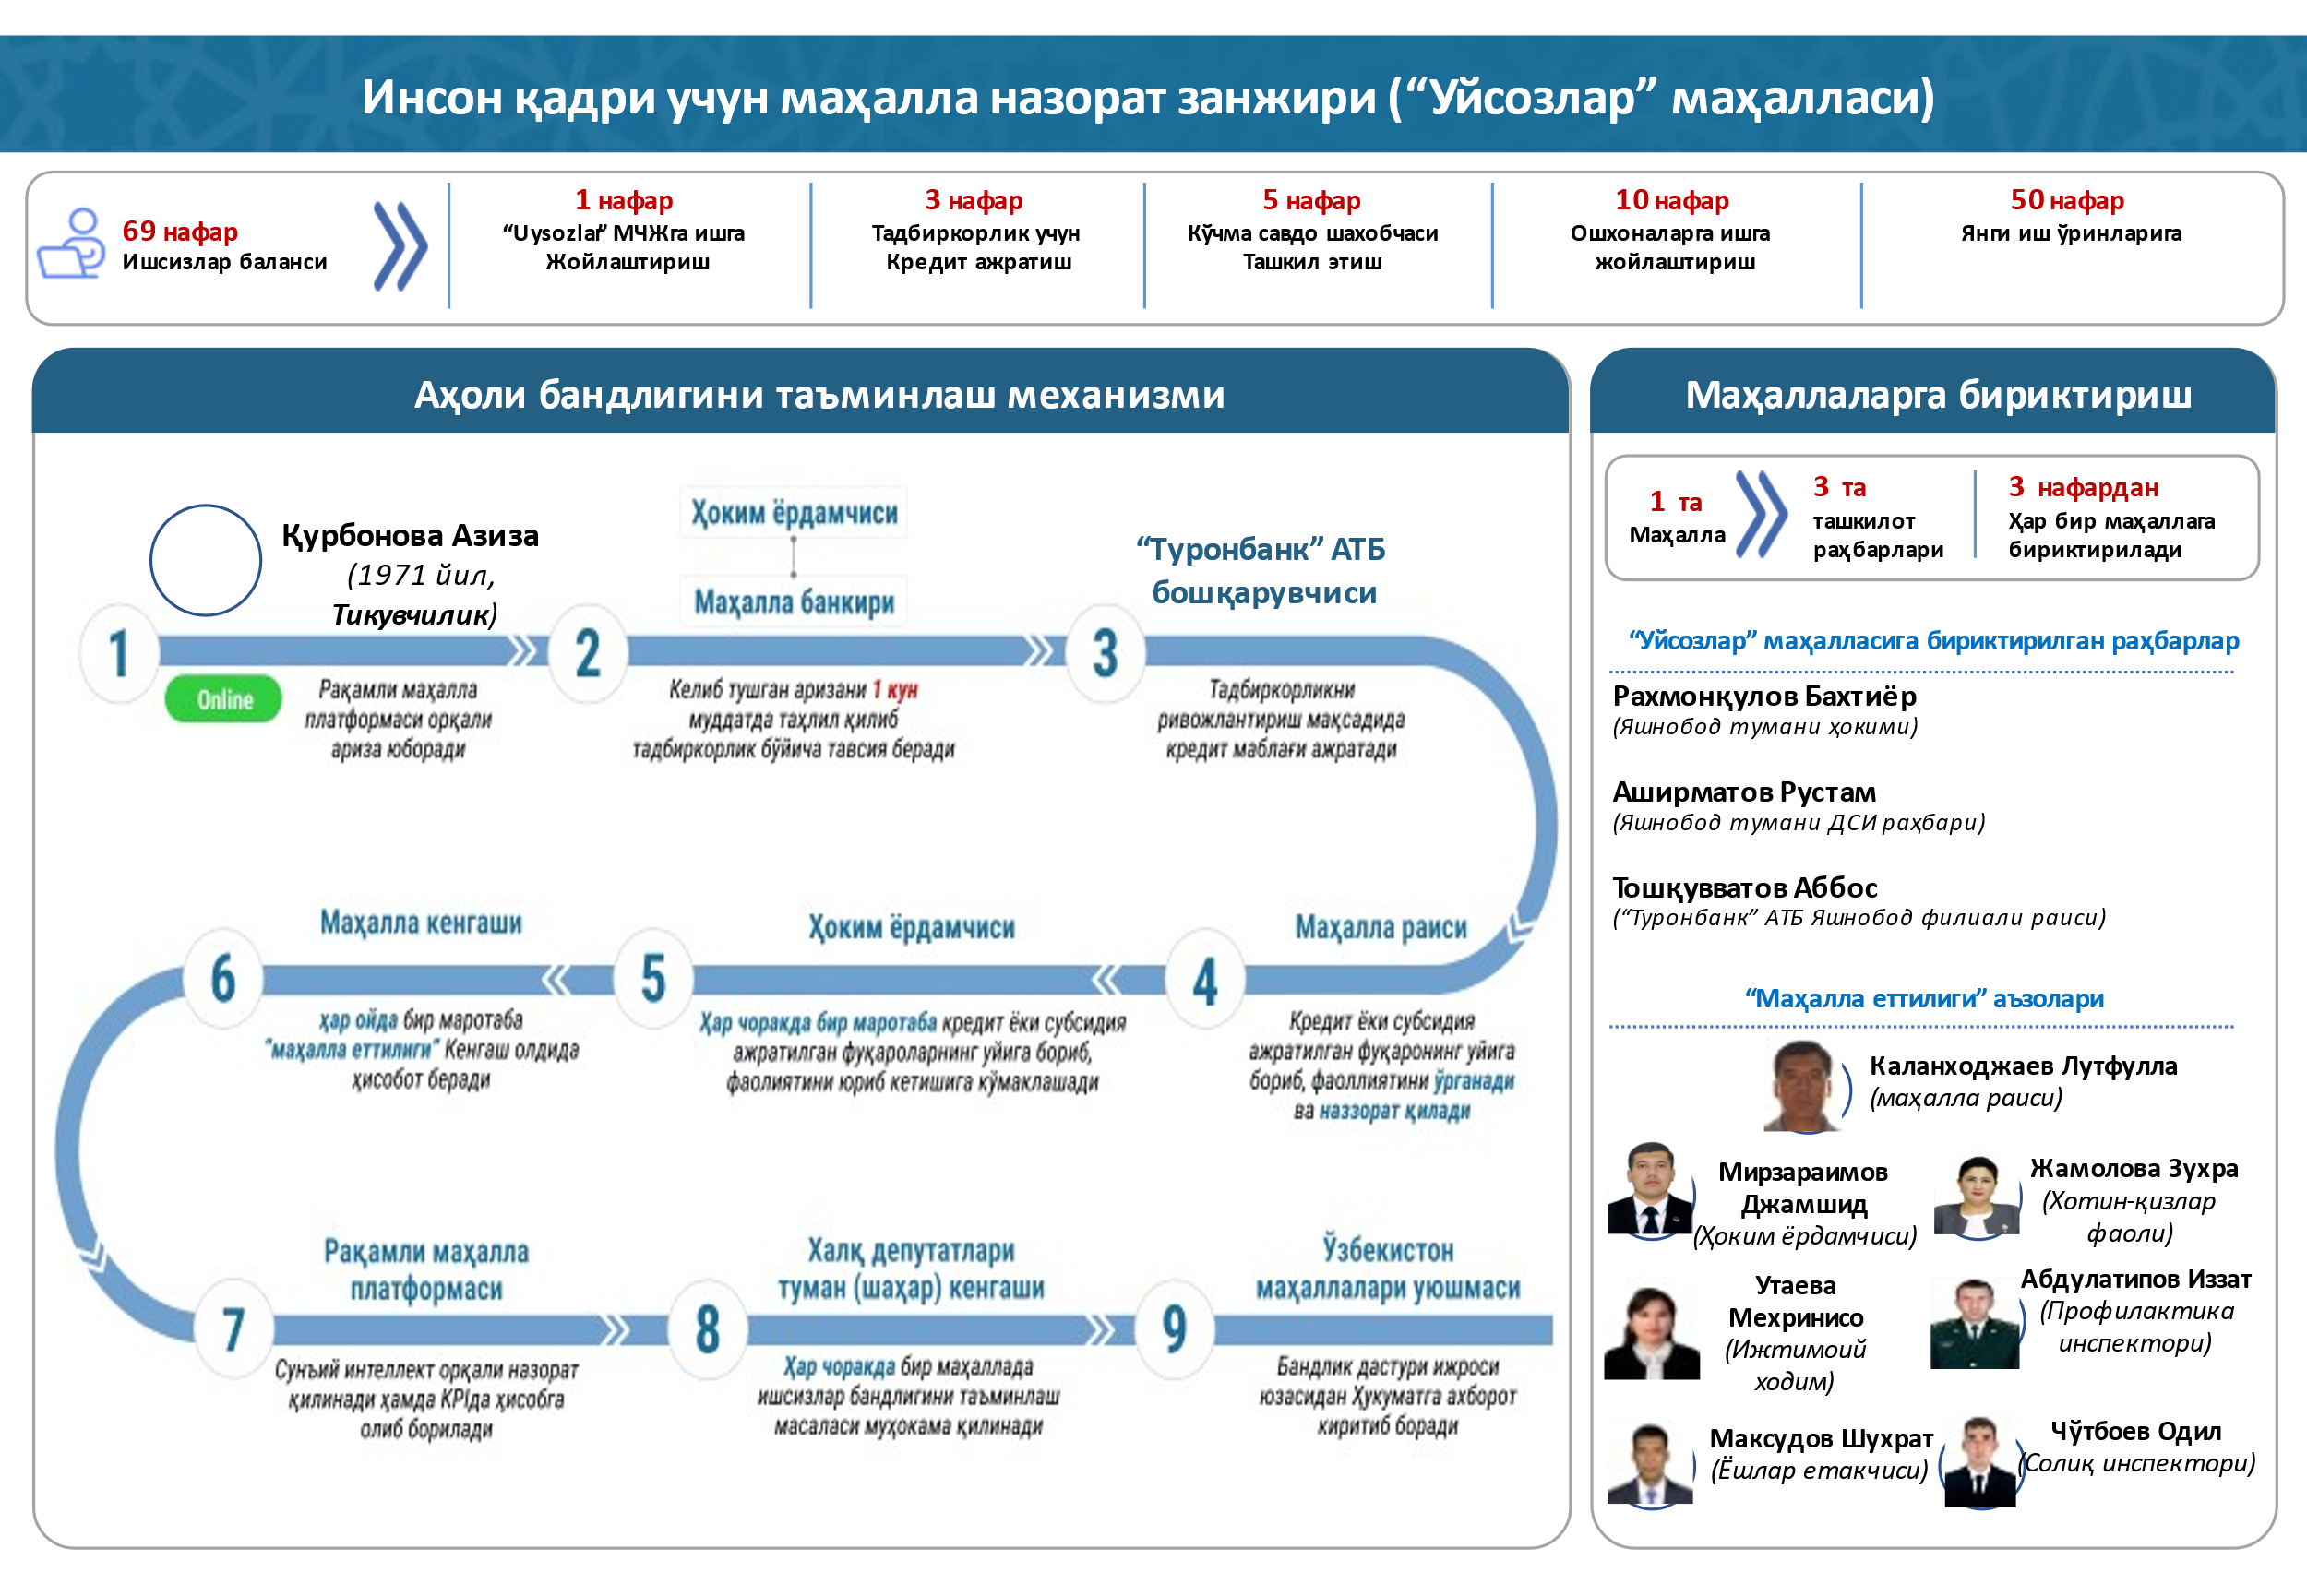 Инсон қадри учун маҳалла назорат занжири (“Уйсозлар” маҳалласи)
69 нафар
Ишсизлар баланси
1 нафар
“Uysozlar” МЧЖга ишга
Жойлаштириш
3 нафар
Тадбиркорлик учун
Кредит ажратиш
5 нафар
Кўчма савдо шахобчаси
Ташкил этиш
10 нафар
Ошхоналарга ишга
жойлаштириш
50 нафар
Янги иш ўринларига
Аҳоли бандлигини таъминлаш механизми
Қурбонова Азиза
(1971 йил,
Тикувчилик)
1
Online
Рақамли маҳалла
платформаси орқали
ариза юборади
Ҳоким ёрдамчиси
Маҳалла банкири
2
Келиб тушган аризани 1 кун
муддатда таҳлил қилиб
тадбиркорлик бўйича тавсия беради
“Туронбанк” АТБ
бошқарувчиси
3
Тадбиркорликни
ривожлантириш мақсадида
кредит маблағи ажратади
Маҳалла раиси
4
Кредит ёки субсидия
ажратилган фуқаронинг уйига
бориб, фаоллиятини ўрганади
ва наззорат қилади
Ҳоким ёрдамчиси
5
Ҳар чоракда бир маротаба кредит ёки субсидия
ажратилган фуқароларнинг уйига бориб,
фаолиятини юриб кетишига кўмаклашади
Маҳалла кенгаши
6
ҳар ойда бир маротаба
“маҳалла еттилиги” Кенгаш олдида
ҳисобот беради
Рақамли маҳалла
платформаси
7
Сунъий интеллект орқали назорат
қилинади ҳамда KPIда ҳисобга
олиб борилади
Халқ депутатлари
туман (шаҳар) кенгаши
8
Ҳар чоракда бир маҳаллада
ишсизлар бандлигини таъминлаш
масаласи муҳокама қилинади
Ўзбекистон
маҳаллалари уюшмаси
9
Бандлик дастури ижроси
юзасидан Ҳукуматга ахборот
киритиб боради
Маҳаллаларга бириктириш
1 та
Маҳалла
3 та
ташкилот
раҳбарлари
3 нафардан
Ҳар бир маҳаллага
бириктирилади
“Уйсозлар” маҳалласига бириктирилган раҳбарлар
Рахмонқулов Бахтиёр
(Яшнобод тумани ҳокими)
Аширматов Рустам
(Яшнобод тумани ДСИ раҳбари)
Тошқувватов Аббос
(“Туронбанк” АТБ Яшнобод филиали раиси)
“Маҳалла еттилиги” аъзолари
Каланходжаев Лутфулла
(маҳалла раиси)
Мирзараимов
Джамшид
(Ҳоким ёрдамчиси)
Жамолова Зухра
(Хотин-қизлар
фаоли)
Утаева
Мехринисо
(Ижтимоий
ходим)
Абдулатипов Иззат
(Профилактика
инспектори)
Максудов Шухрат
(Ёшлар етакчиси)
Чўтбоев Одил
(Солиқ инспектори)